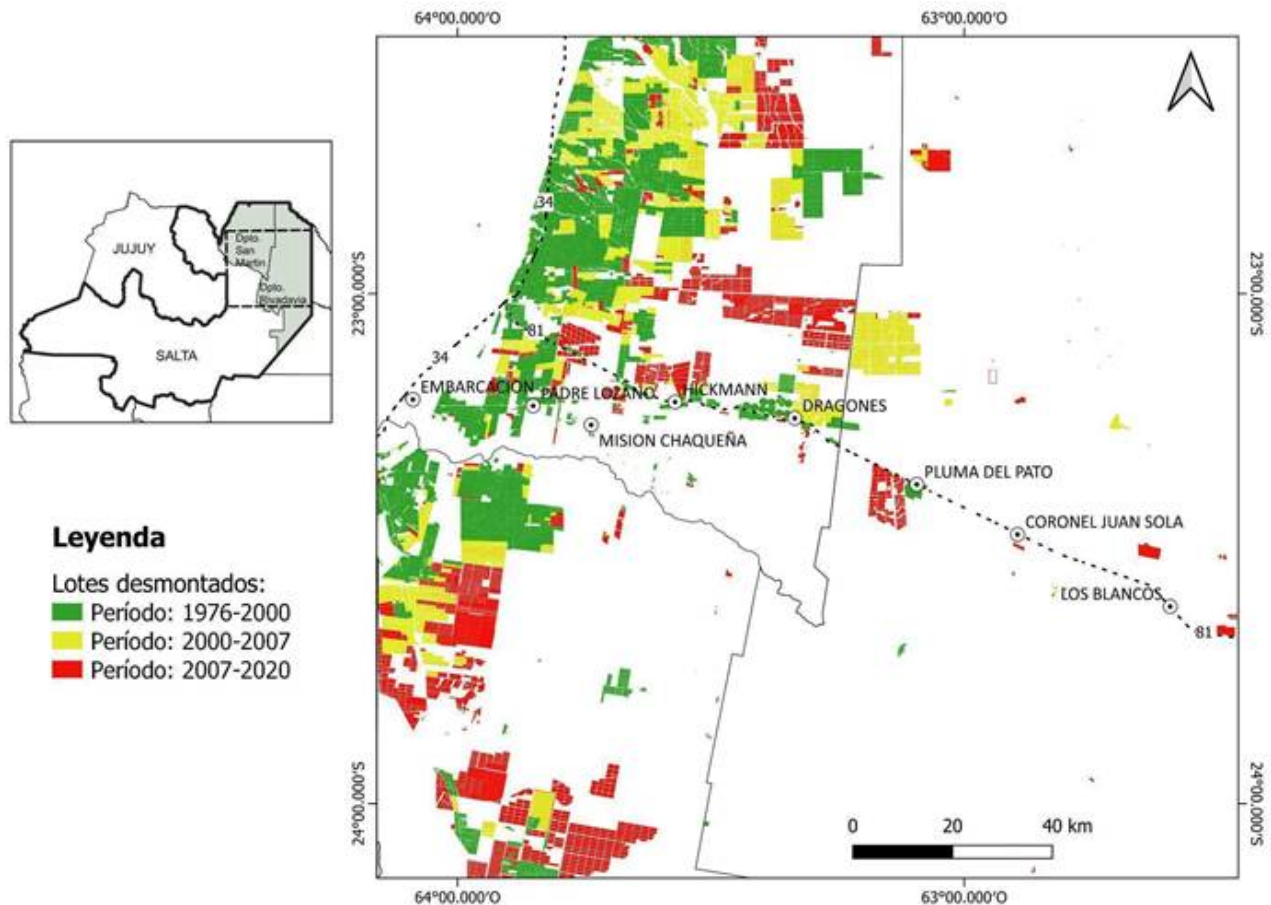 64°00.000'O
63°00.000'O
34
23°00.000'S
23°00.000'S
81
34
EMBARCACION
PADRE LOZANO
HICKMANN
DRAGONES
MISION CHAQUEÑA
PLUMA DEL PATO
CORONEL JUAN SOLA
LOS BLANCOS
81
24°00.000'S
24°00.000'S
0
20
40 km
64°00.000'O
63°00.000'O
JUJUY
Dpto.
San
Martin
Dpto.
Rivadavia
SALTA
Leyenda
Lotes desmontados:
Período: 1976-2000
Período: 2000-2007
Período: 2007-2020